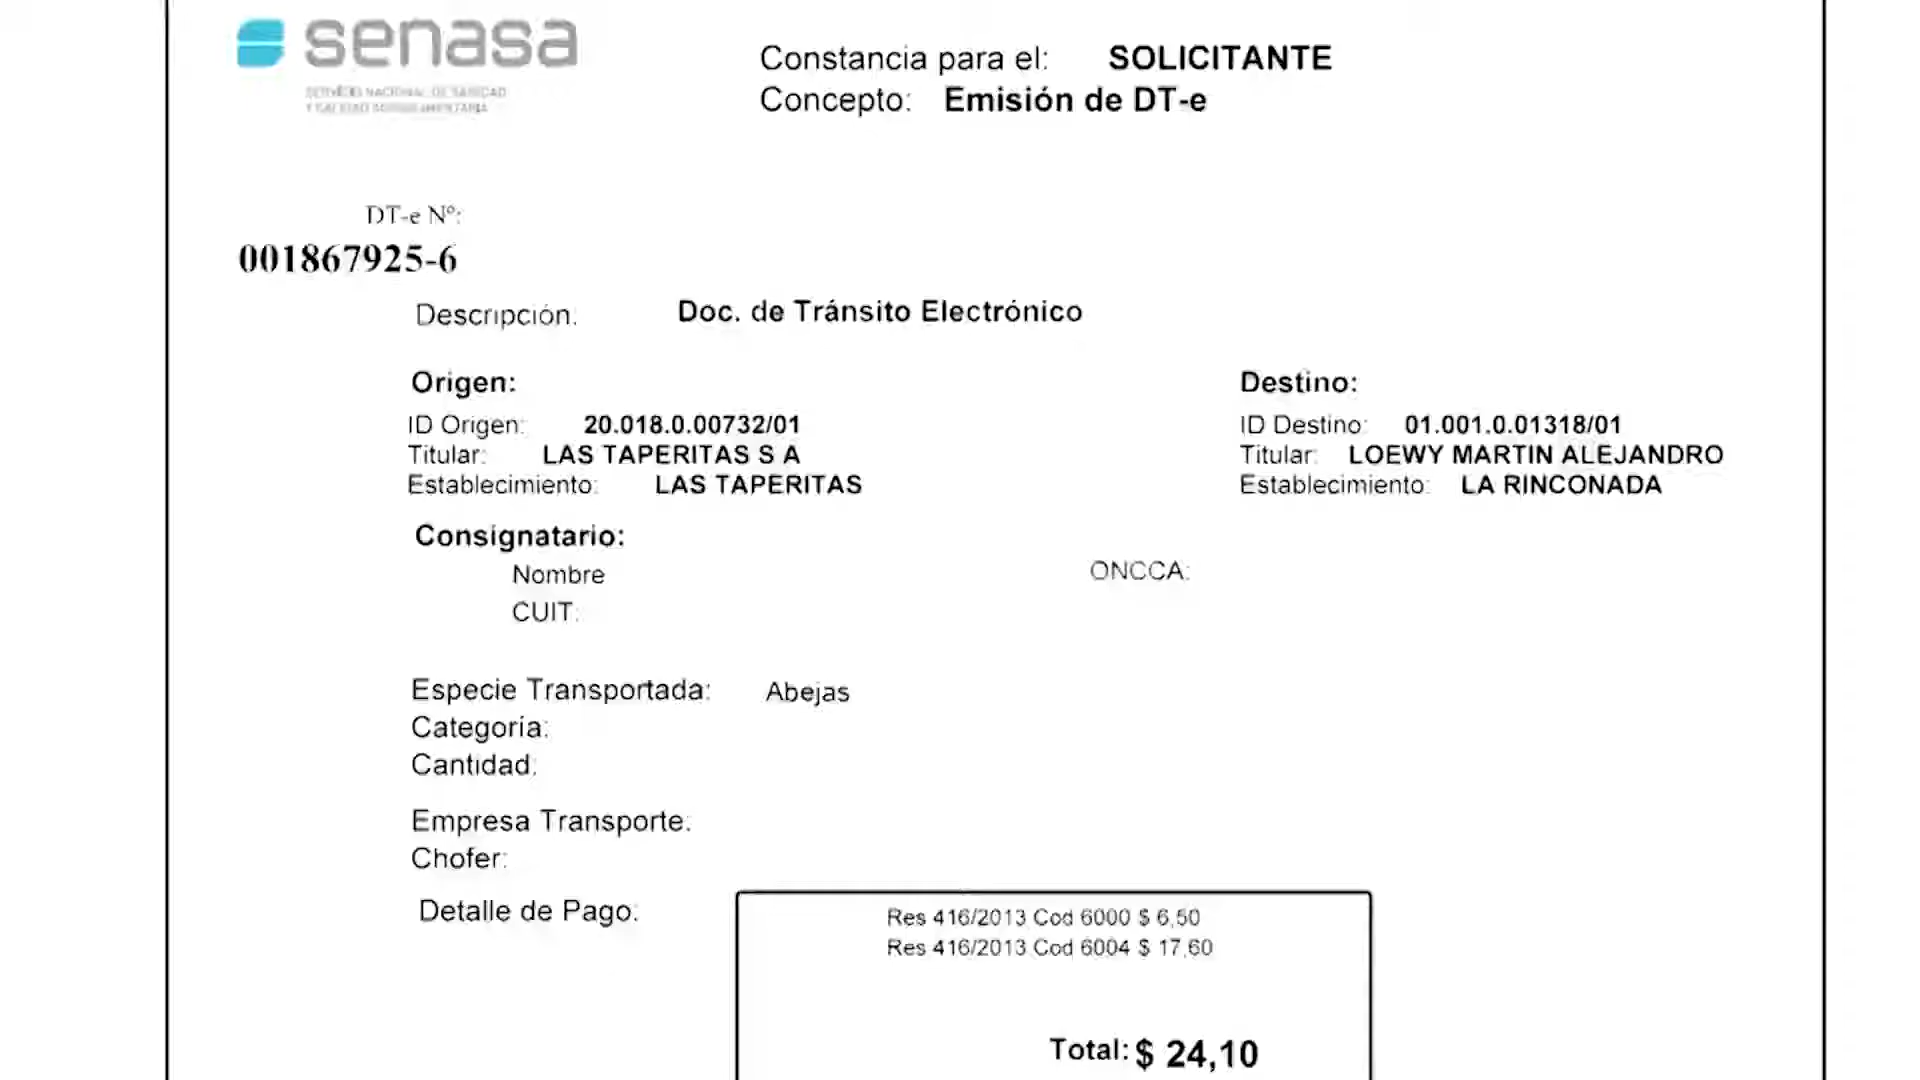 senasa
SERVICIO NACIONAL DE SANIDAD
Y CALIDAD AGROALIMENTARIA
Constancia para el: SOLICITANTE
Concepto: Emisión de DT-e
DT-e Nº:
001867925-6
Descripción: Doc. de Tránsito Electrónico
Origen: Destino:
ID Origen: 20.018.0.00732/01 ID Destino: 01.001.0.01318/01
Titular: LAS TAPERITAS S A Titular: LOEWY MARTIN ALEJANDRO
Establecimiento: LAS TAPERITAS Establecimiento: LA RINCONADA
Consignatario:
Nombre ONCCA:
CUIT:
Especie Transportada: Abejas
Categoría:
Cantidad:
Empresa Transporte:
Chofer:
Detalle de Pago: Res 416/2013 Cod 6000 $ 6,50
Res 416/2013 Cod 6004 $ 17,60
Total: $ 24,10